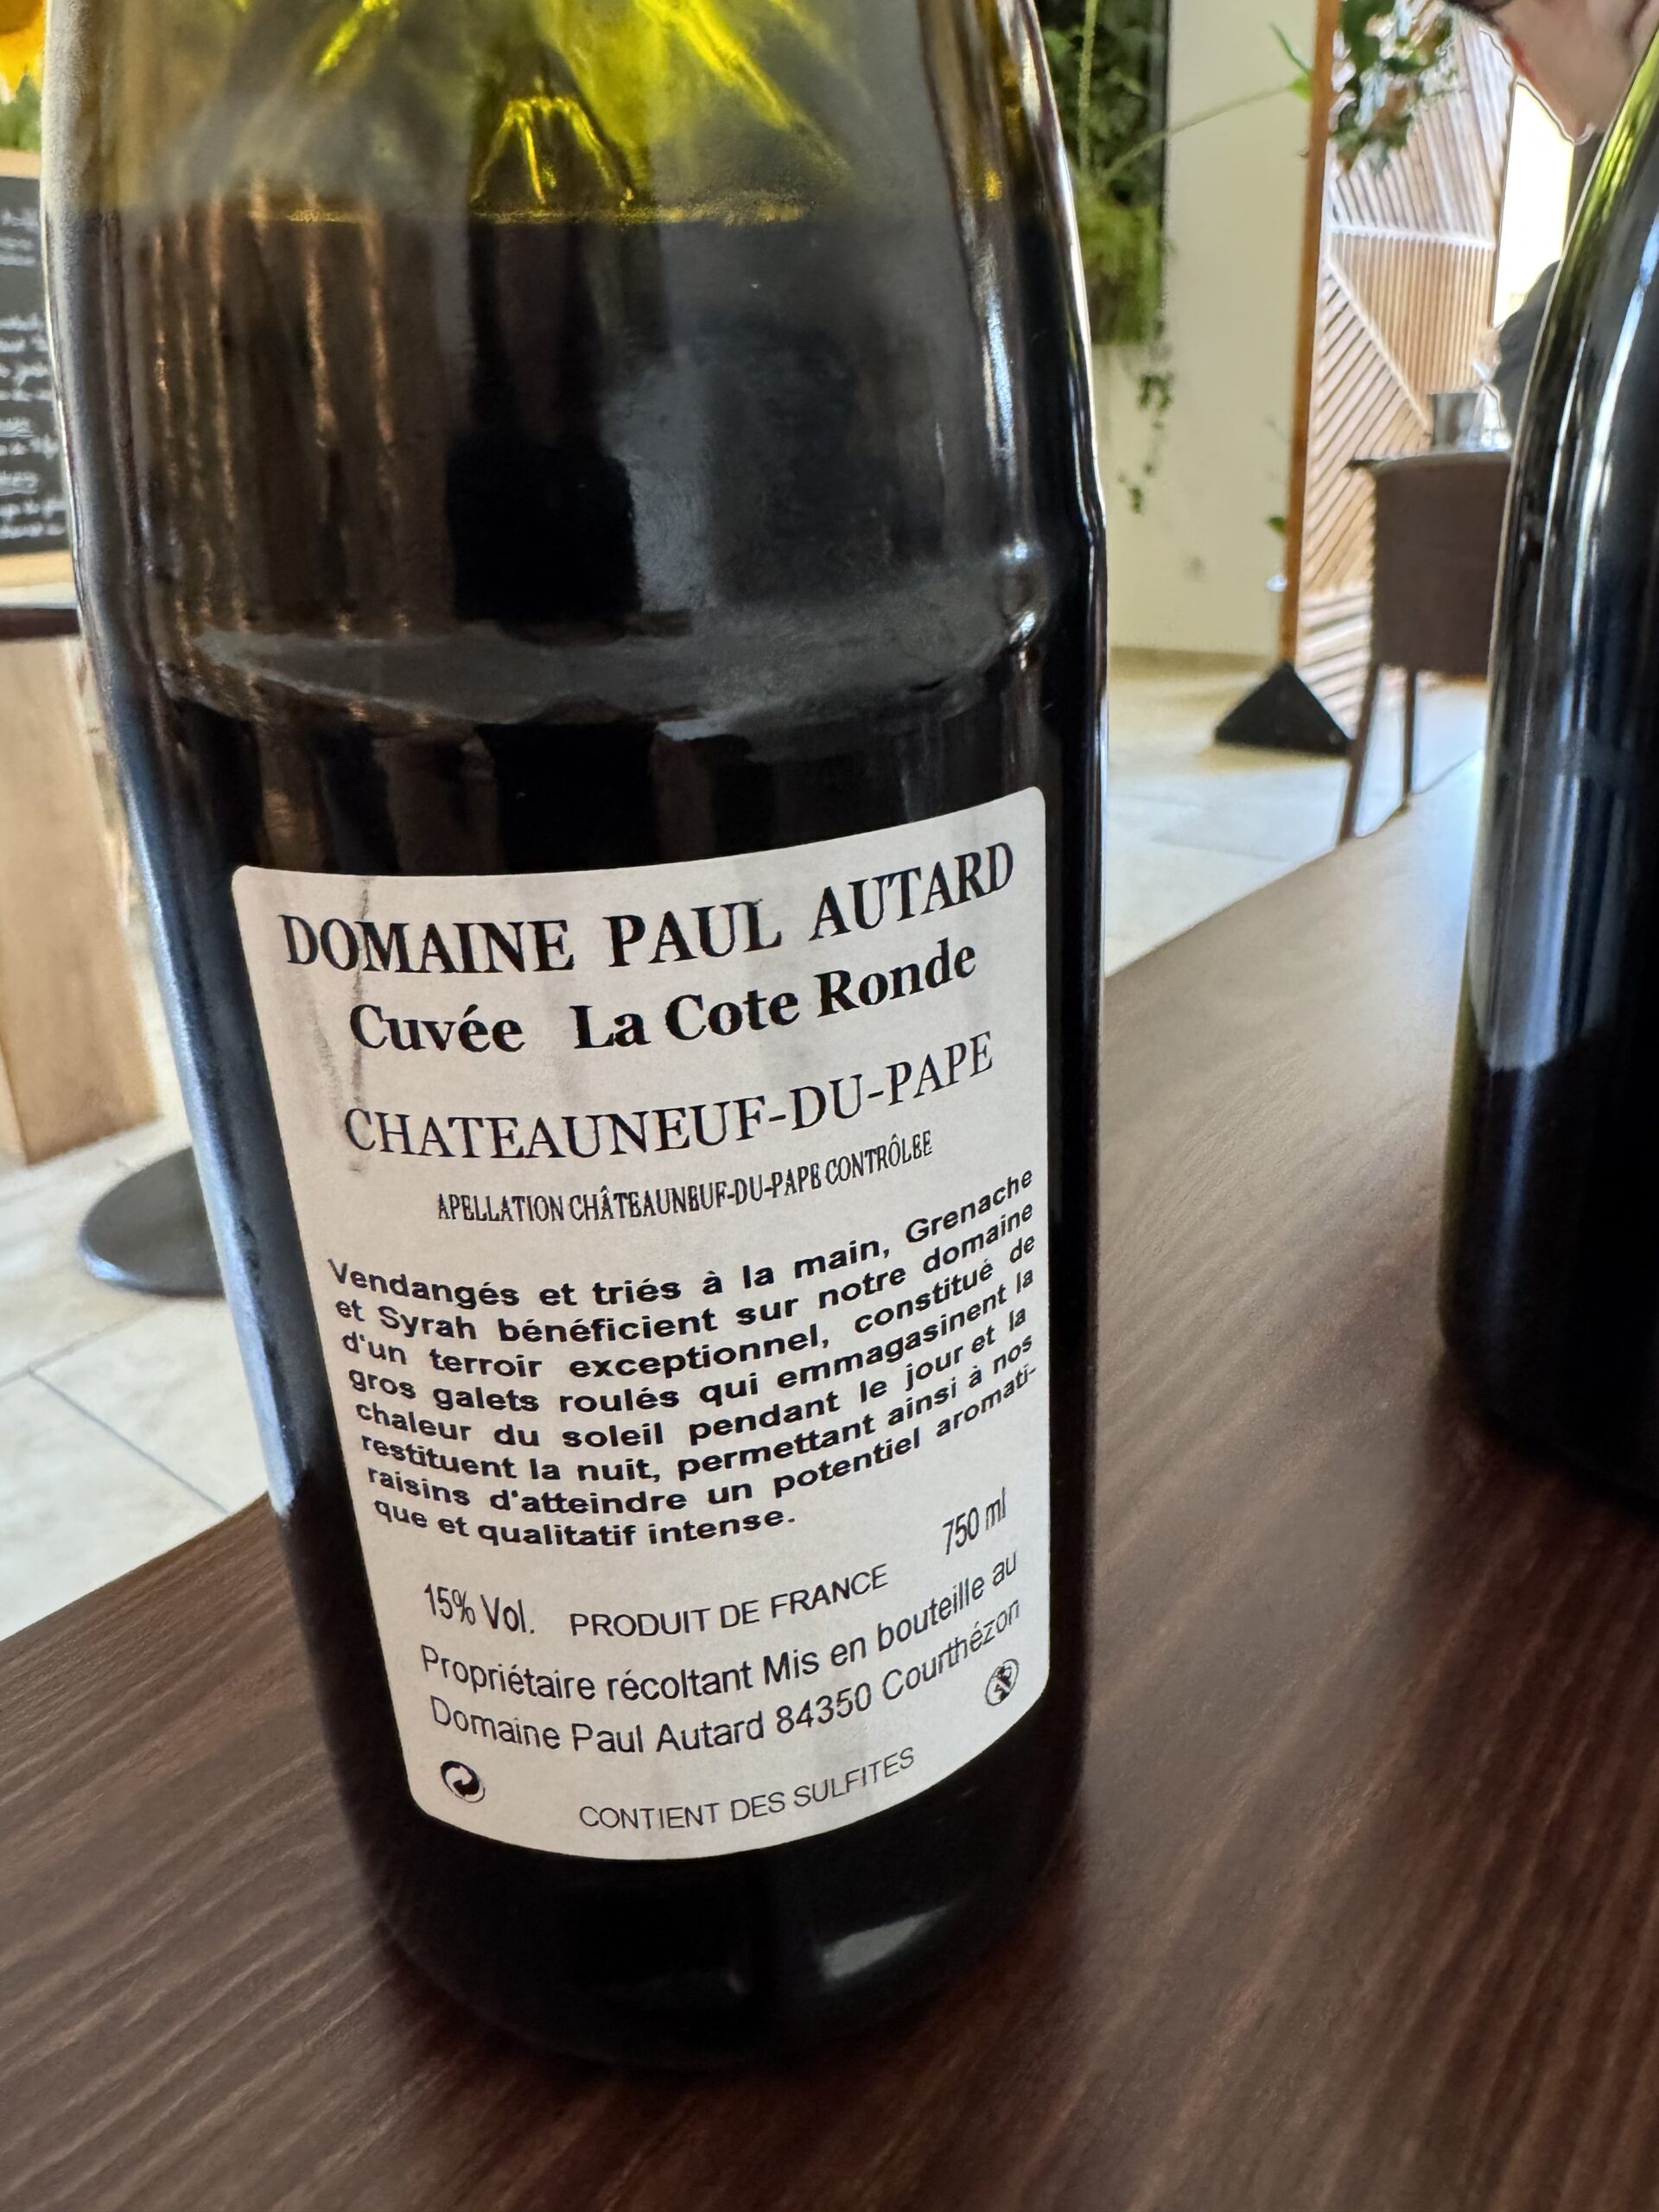 DOMAINE PAUL AUTARD
Cuvée La Cote Ronde
CHATEAUNEUF-DU-PAPE
APELLATION CHÂTEAUNEUF-DU-PAPE CONTRÔLEE
Vendangés et triés à la main, Grenache
et Syrah bénéficient sur notre domaine
d'un terroir exceptionnel, constitué de
gros galets roulés qui emmagasinent la
chaleur du soleil pendant le jour et la
restituent la nuit, permettant ainsi à nos
raisins d'atteindre un potentiel aromati-
que et qualitatif intense.
15% Vol. PRODUIT DE FRANCE 750 ml
Propriétaire récoltant Mis en bouteille au
Domaine Paul Autard 84350 Courthézon
CONTIENT DES SULFITES